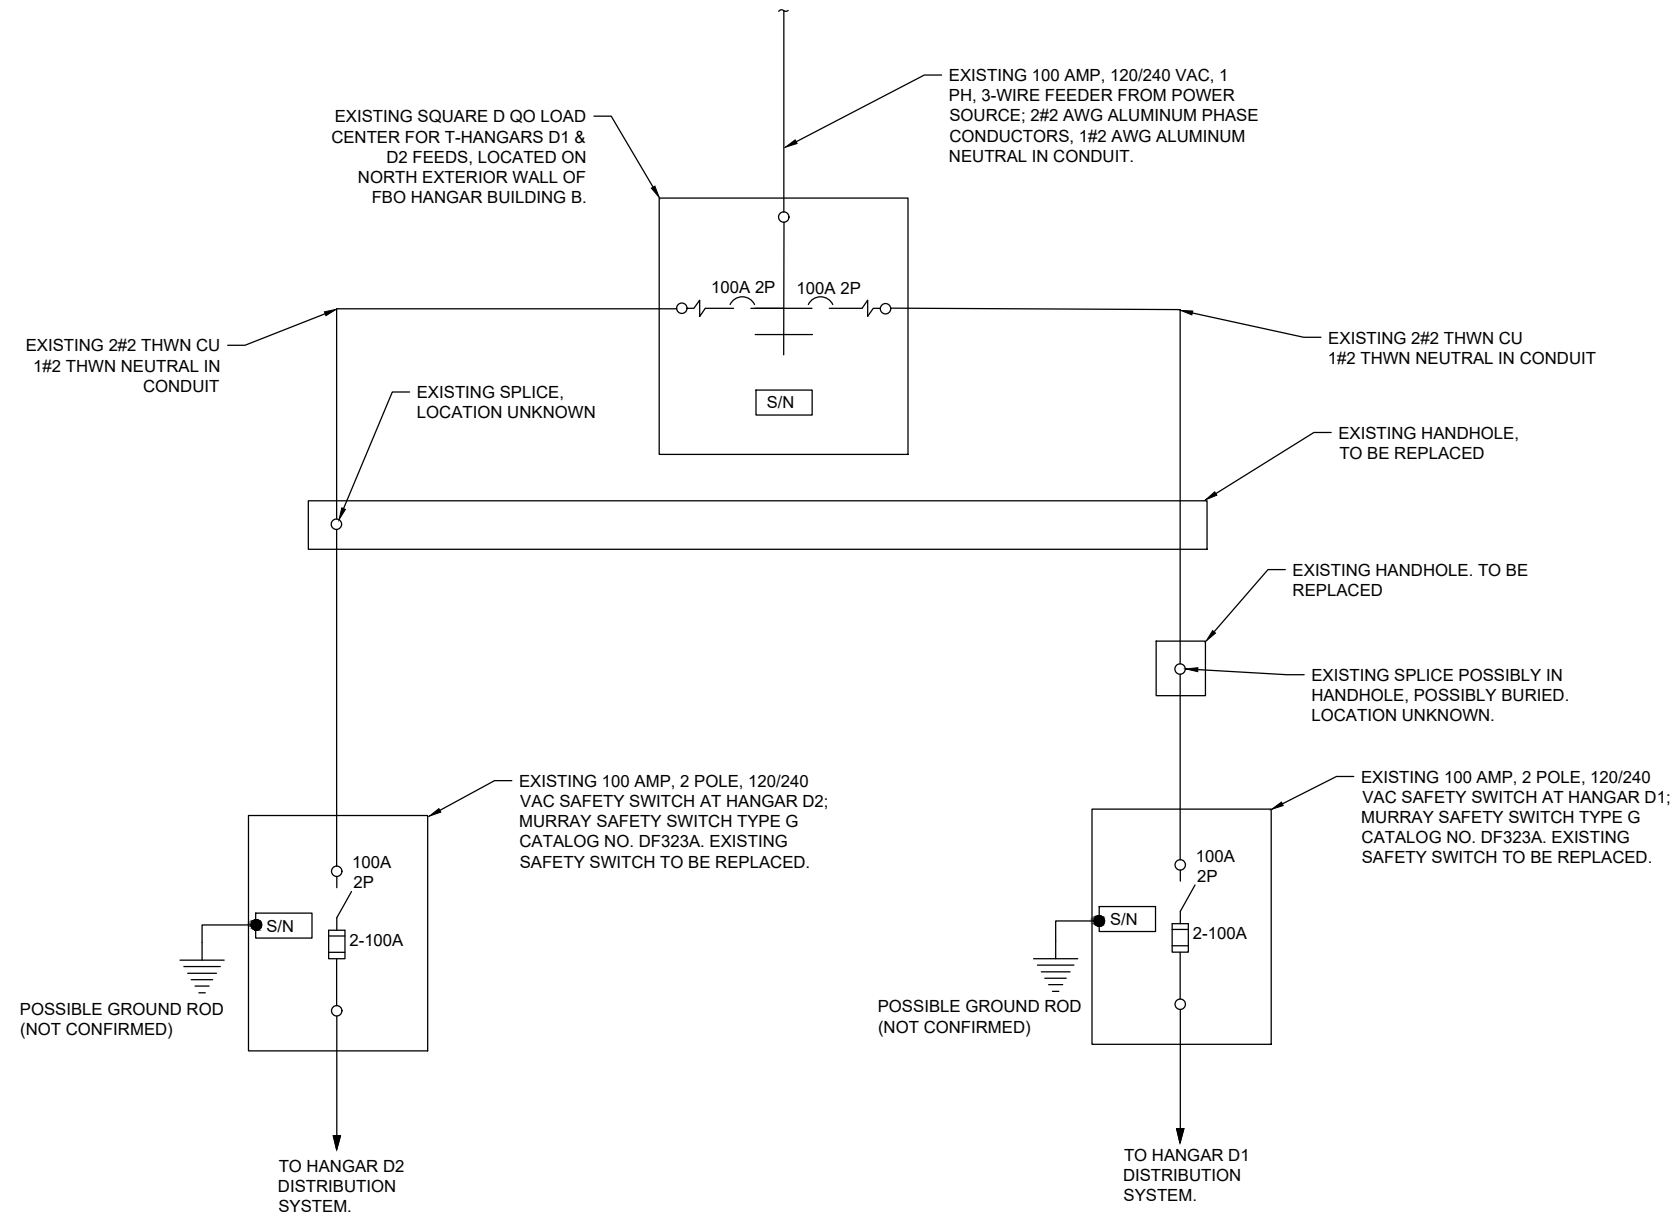 EXISTING 100 AMP, 120/240 VAC, 1
PH, 3-WIRE FEEDER FROM POWER
SOURCE; 2#2 AWG ALUMINUM PHASE
CONDUCTORS, 1#2 AWG ALUMINUM
NEUTRAL IN CONDUIT.
EXISTING SQUARE D QO LOAD
CENTER FOR T-HANGARS D1 &
D2 FEEDS, LOCATED ON
NORTH EXTERIOR WALL OF
FBO HANGAR BUILDING B.
100A 2P
100A 2P
S/N
EXISTING 2#2 THWN CU
1#2 THWN NEUTRAL IN
CONDUIT
EXISTING 2#2 THWN CU
1#2 THWN NEUTRAL IN CONDUIT
EXISTING SPLICE,
LOCATION UNKNOWN
EXISTING HANDHOLE,
TO BE REPLACED
EXISTING HANDHOLE. TO BE
REPLACED
EXISTING SPLICE POSSIBLY IN
HANDHOLE, POSSIBLY BURIED.
LOCATION UNKNOWN.
EXISTING 100 AMP, 2 POLE, 120/240
VAC SAFETY SWITCH AT HANGAR D2;
MURRAY SAFETY SWITCH TYPE G
CATALOG NO. DF323A. EXISTING
SAFETY SWITCH TO BE REPLACED.
EXISTING 100 AMP, 2 POLE, 120/240
VAC SAFETY SWITCH AT HANGAR D1;
MURRAY SAFETY SWITCH TYPE G
CATALOG NO. DF323A. EXISTING
SAFETY SWITCH TO BE REPLACED.
100A
2P
S/N
2-100A
POSSIBLE GROUND ROD
(NOT CONFIRMED)
100A
2P
S/N
2-100A
POSSIBLE GROUND ROD
(NOT CONFIRMED)
TO HANGAR D2
DISTRIBUTION
SYSTEM.
TO HANGAR D1
DISTRIBUTION
SYSTEM.